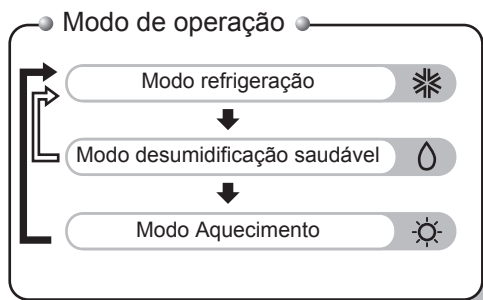 Modo de operação
Modo refrigeração
Modo desumidificação saudável
Modo Aquecimento